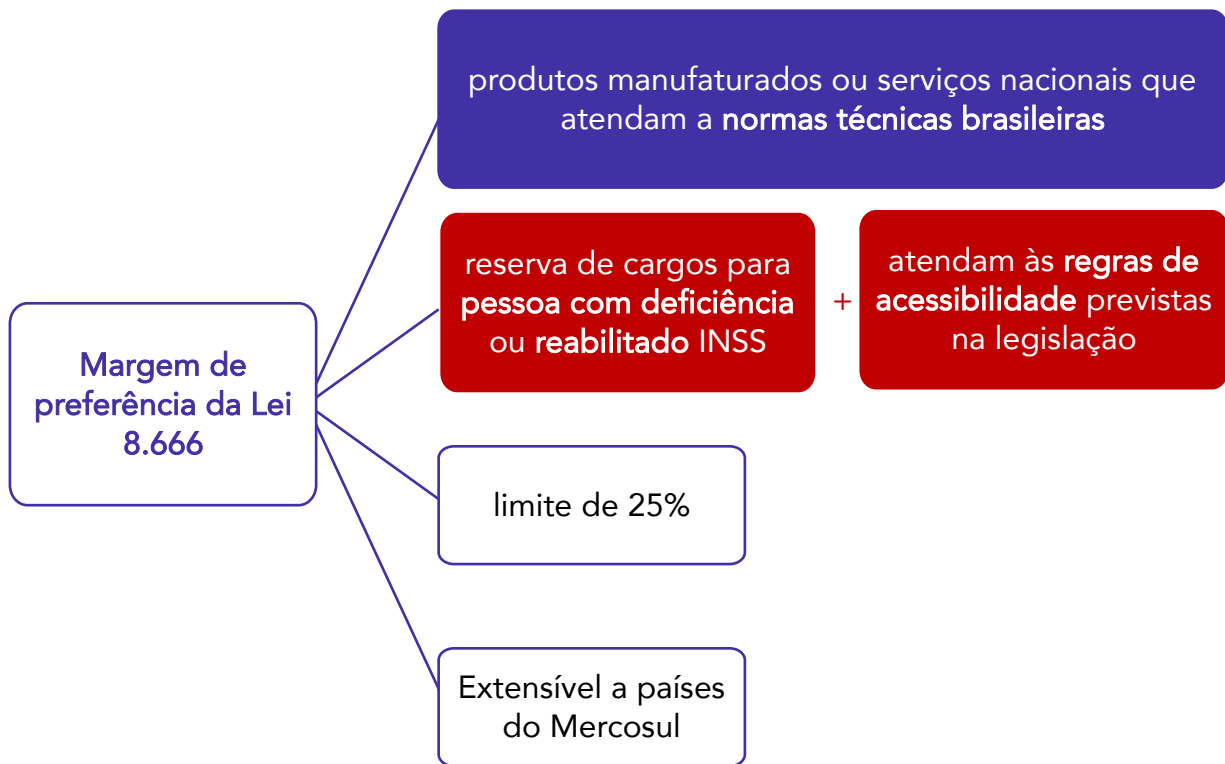 produtos manufaturados ou serviços nacionais que
atendam a normas técnicas brasileiras
reserva de cargos para
pessoa com deficiência
ou reabilitado INSS
+
atendam às regras de
acessibilidade previstas
na legislação
Margem de
preferência da Lei
8.666
limite de 25%
Extensível a países
do Mercosul